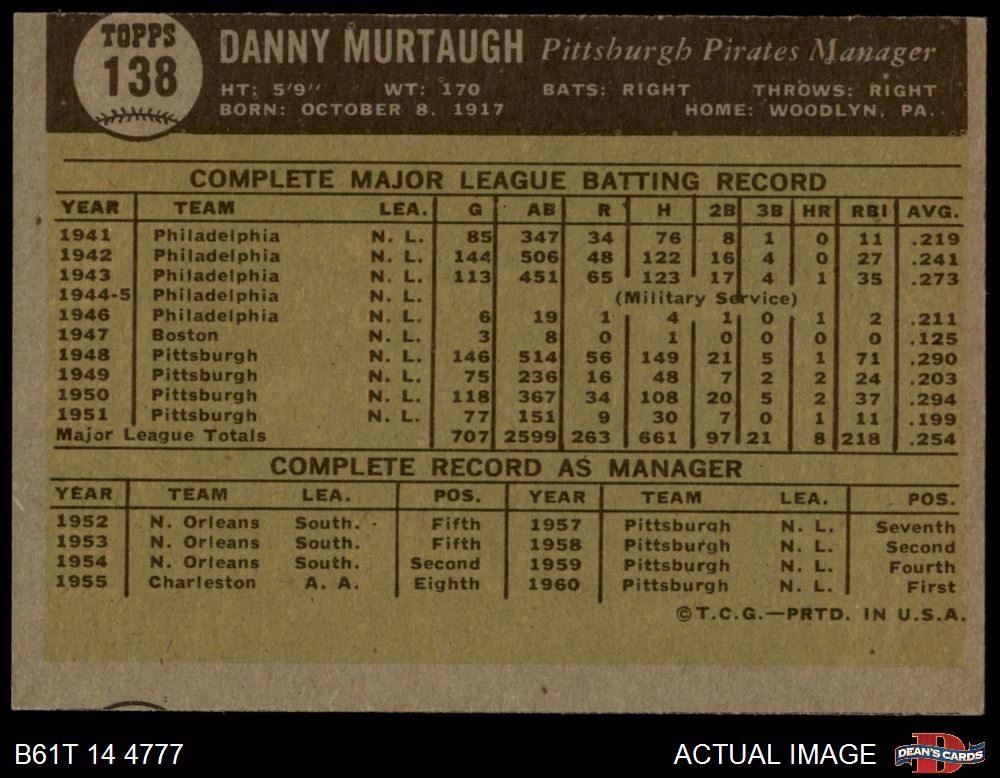 TOPPS
138
DANNY MURTAUGH Pittsburgh Pirates Manager
HT: 5'9'' WT: 170 BATS: RIGHT THROWS: RIGHT
BORN: OCTOBER 8, 1917 HOME: WOODLYN, PA.
COMPLETE MAJOR LEAGUE BATTING RECORD
YEAR TEAM LEA. G AB R H 2B 3B HR RBI AVG.
1941 Philadelphia N. L. 85 347 34 76 8 1 0 11 .219
1942 Philadelphia N. L. 144 506 48 122 16 4 0 27 .241
1943 Philadelphia N. L. 113 451 65 123 17 4 1 35 .273
1944-5 Philadelphia N. L. (Military Service)
1946 Philadelphia N. L. 6 19 1 4 1 0 1 2 .211
1947 Boston N. L. 3 8 0 1 0 0 0 0 .125
1948 Pittsburgh N. L. 146 514 56 149 21 5 1 71 .290
1949 Pittsburgh N. L. 75 236 16 48 7 2 2 24 .203
1950 Pittsburgh N. L. 118 367 34 108 20 5 2 37 .294
1951 Pittsburgh N. L. 77 151 9 30 7 0 1 11 .199
Major League Totals 707 2599 263 661 97 21 8 218 .254
COMPLETE RECORD AS MANAGER
YEAR TEAM LEA. POS. YEAR TEAM LEA. POS.
1952 N. Orleans South. Fifth 1957 Pittsburgh N. L. Seventh
1953 N. Orleans South. Fifth 1958 Pittsburgh N. L. Second
1954 N. Orleans South. Second 1959 Pittsburgh N. L. Fourth
1955 Charleston A. A. Eighth 1960 Pittsburgh N. L. First
©T.C.G.—PRTD. IN U.S.A.
B61T 14 4777 ACTUAL IMAGE DEAN'S CARDS